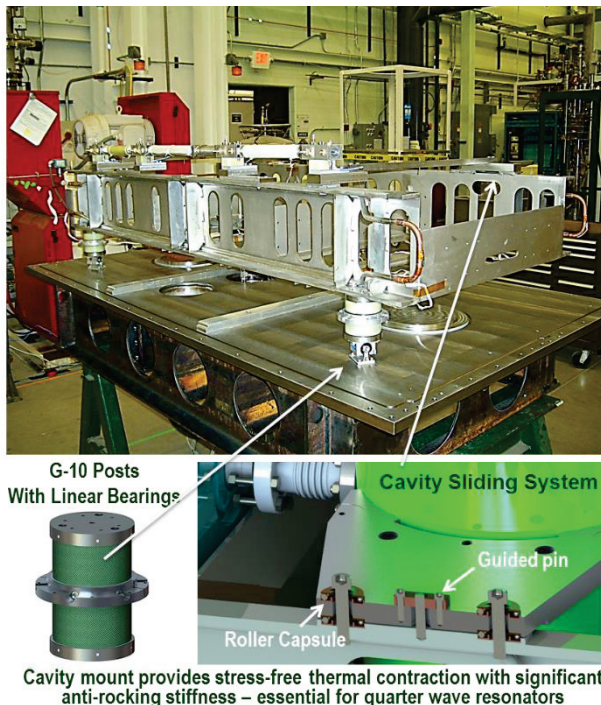 G-10 Posts
With Linear Bearings
Cavity Sliding System
Guided pin
Roller Capsule
Cavity mount provides stress-free thermal contraction with significant
anti-rocking stiffness – essential for quarter wave resonators